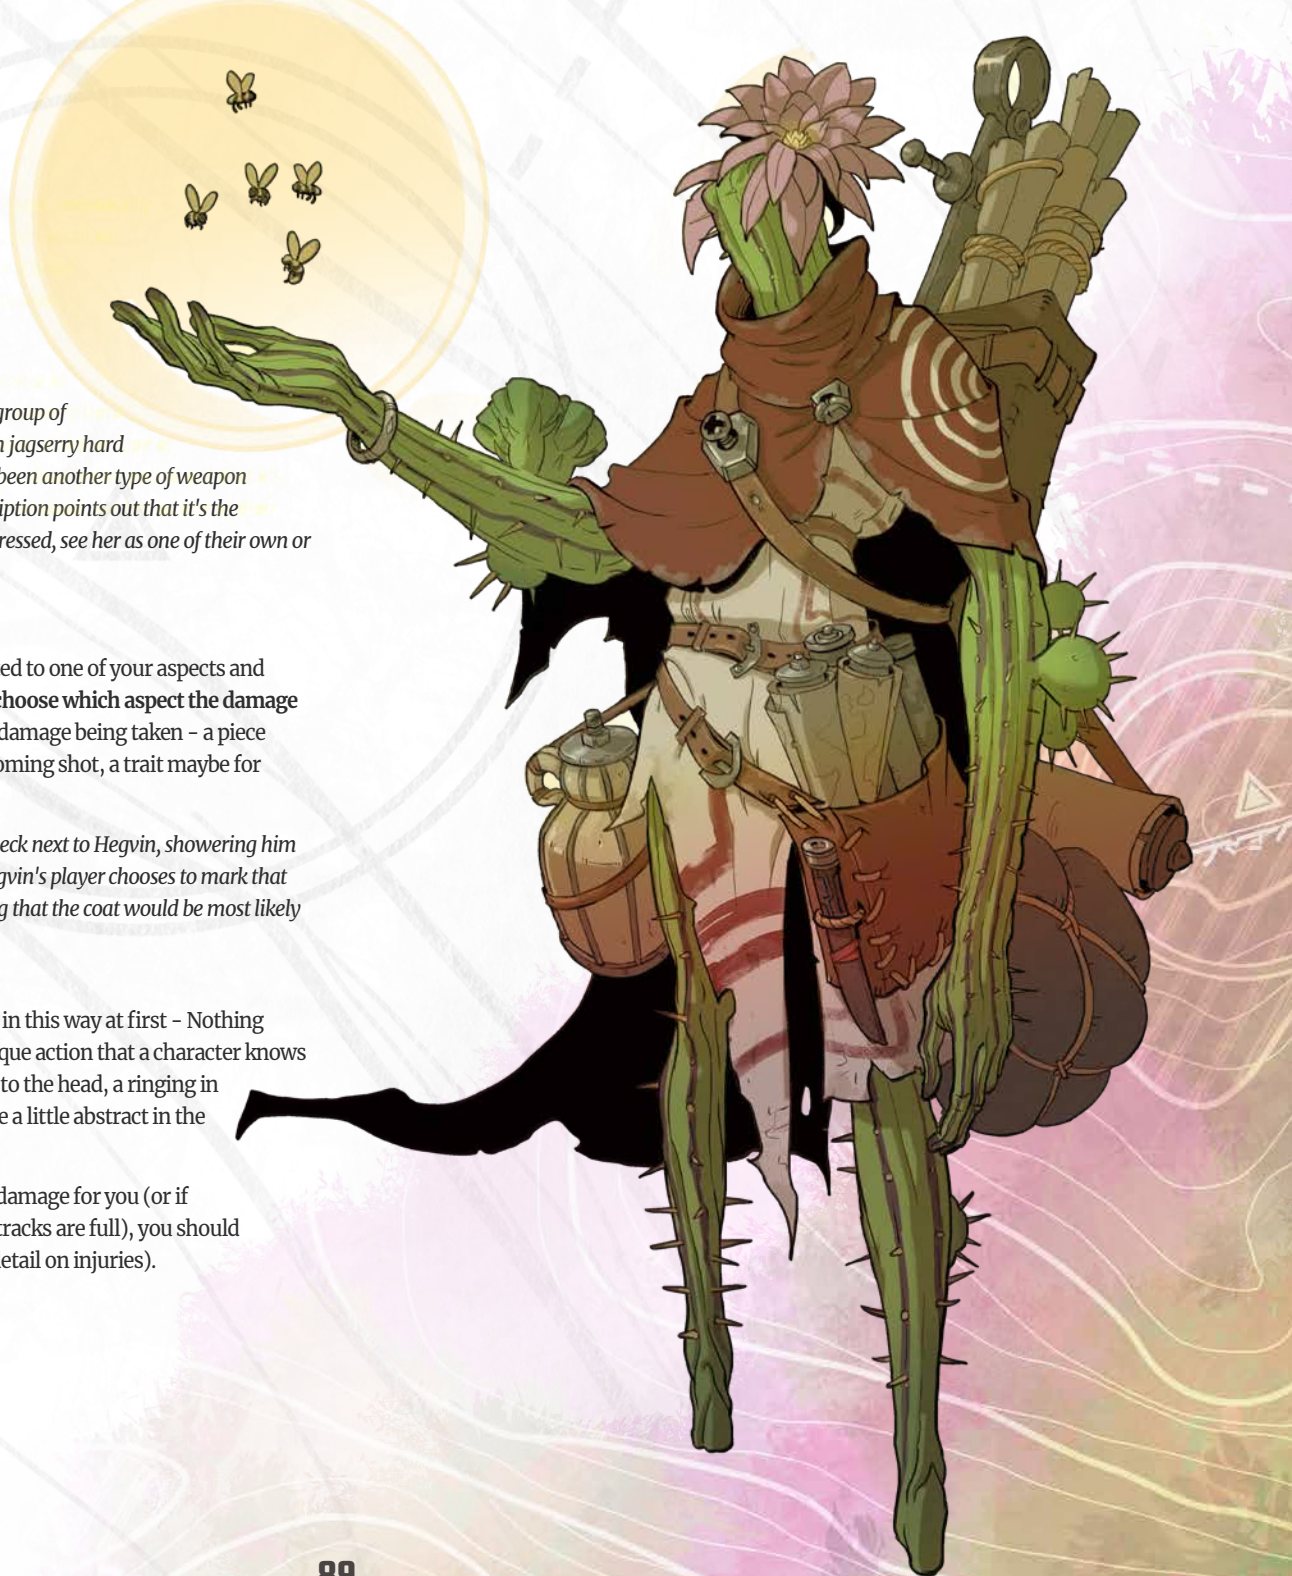 group of
jagserry hard
been another type of weapon
iption points out that it's the
ressed, see her as one of their own or
ted to one of your aspects and
choose which aspect the damage
damage being taken - a piece
oming shot, a trait maybe for
eck next to Hegvin, showering him
gvin's player chooses to mark that
g that the coat would be most likely
in this way at first - Nothing
que action that a character knows
to the head, a ringing in
e a little abstract in the
damage for you (or if
tracks are full), you should
etail on injuries).
89